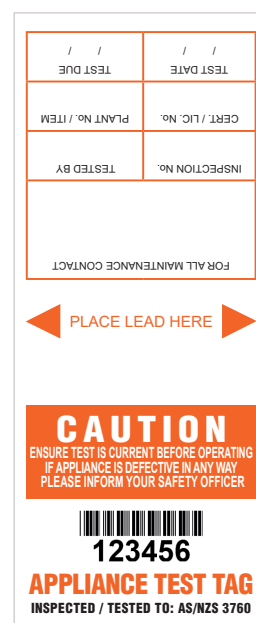 FOR ALL MAINTENANCE CONTACT
INSPECTION No. TESTED BY
CERT. / LIC. No. PLANT No. / ITEM
TEST DATE TEST DUE
/ / / /
PLACE LEAD HERE
CAUTION
ENSURE TEST IS CURRENT BEFORE OPERATING
IF APPLIANCE IS DEFECTIVE IN ANY WAY
PLEASE INFORM YOUR SAFETY OFFICER
123456
APPLIANCE TEST TAG
INSPECTED / TESTED TO: AS/NZS 3760